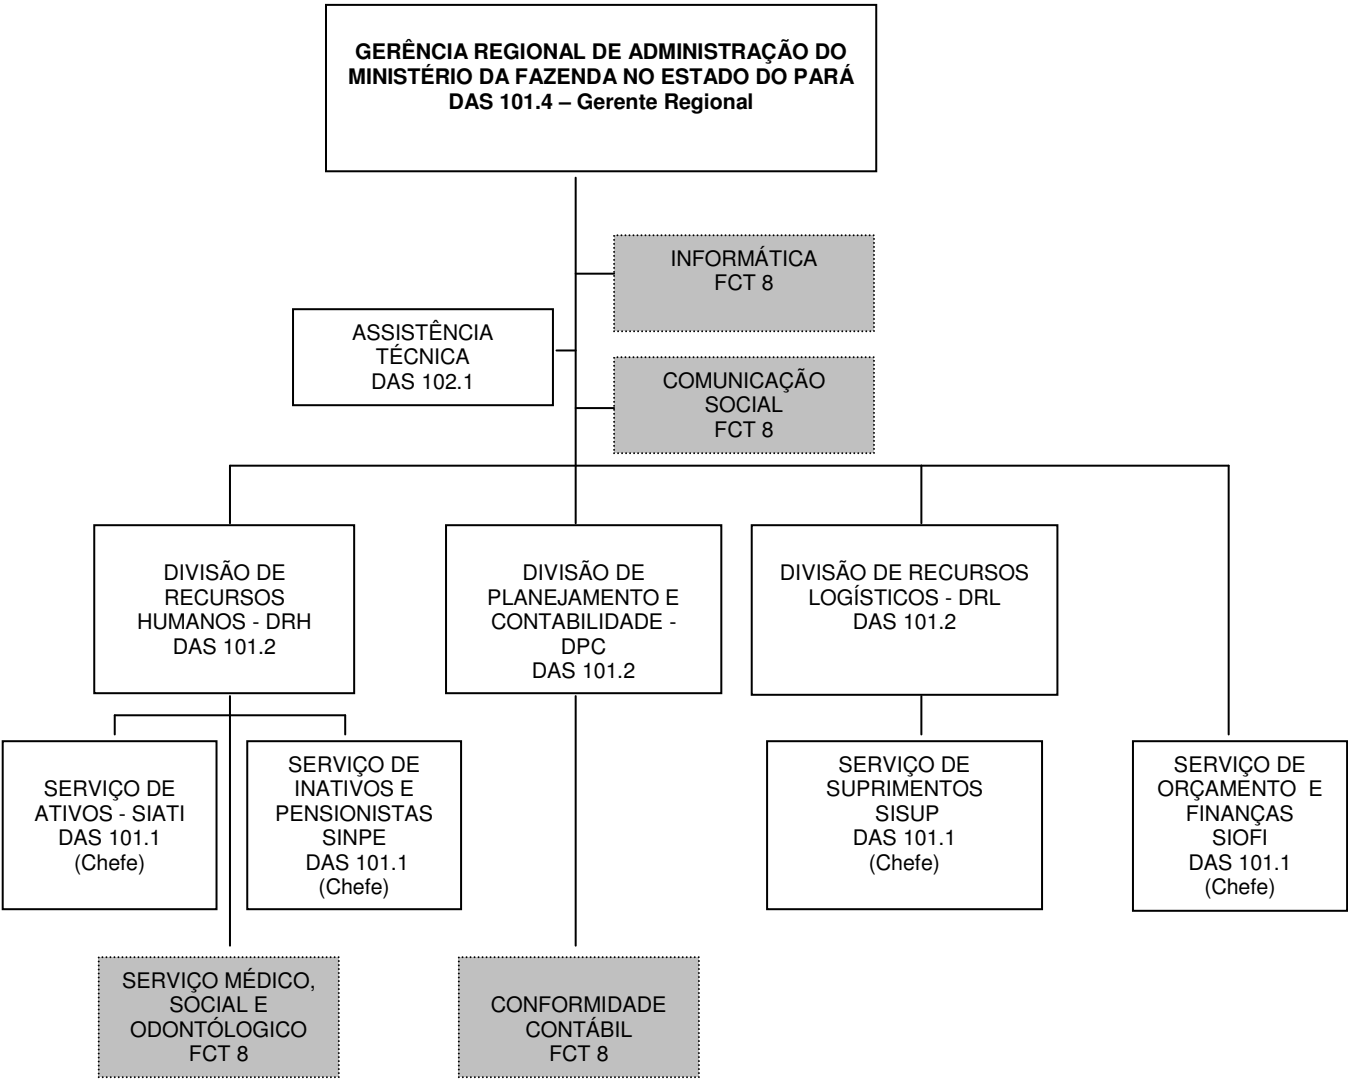 GERÊNCIA REGIONAL DE ADMINISTRAÇÃO DO
MINISTÉRIO DA FAZENDA NO ESTADO DO PARÁ
DAS 101.4 – Gerente Regional
INFORMÁTICA
FCT 8
ASSISTÊNCIA
TÉCNICA
DAS 102.1
COMUNICAÇÃO
SOCIAL
FCT 8
DIVISÃO DE
RECURSOS
HUMANOS - DRH
DAS 101.2
DIVISÃO DE
PLANEJAMENTO E
CONTABILIDADE -
DPC
DAS 101.2
DIVISÃO DE RECURSOS
LOGÍSTICOS - DRL
DAS 101.2
SERVIÇO DE
ATIVOS - SIATI
DAS 101.1
(Chefe)
SERVIÇO DE
INATIVOS E
PENSIONISTAS
SINPE
DAS 101.1
(Chefe)
SERVIÇO DE
SUPRIMENTOS
SISUP
DAS 101.1
(Chefe)
SERVIÇO DE
ORÇAMENTO  E
FINANÇAS
SIOFI
DAS 101.1
(Chefe)
SERVIÇO MÉDICO,
SOCIAL E
ODONTÓLOGICO
FCT 8
CONFORMIDADE
CONTÁBIL
FCT 8